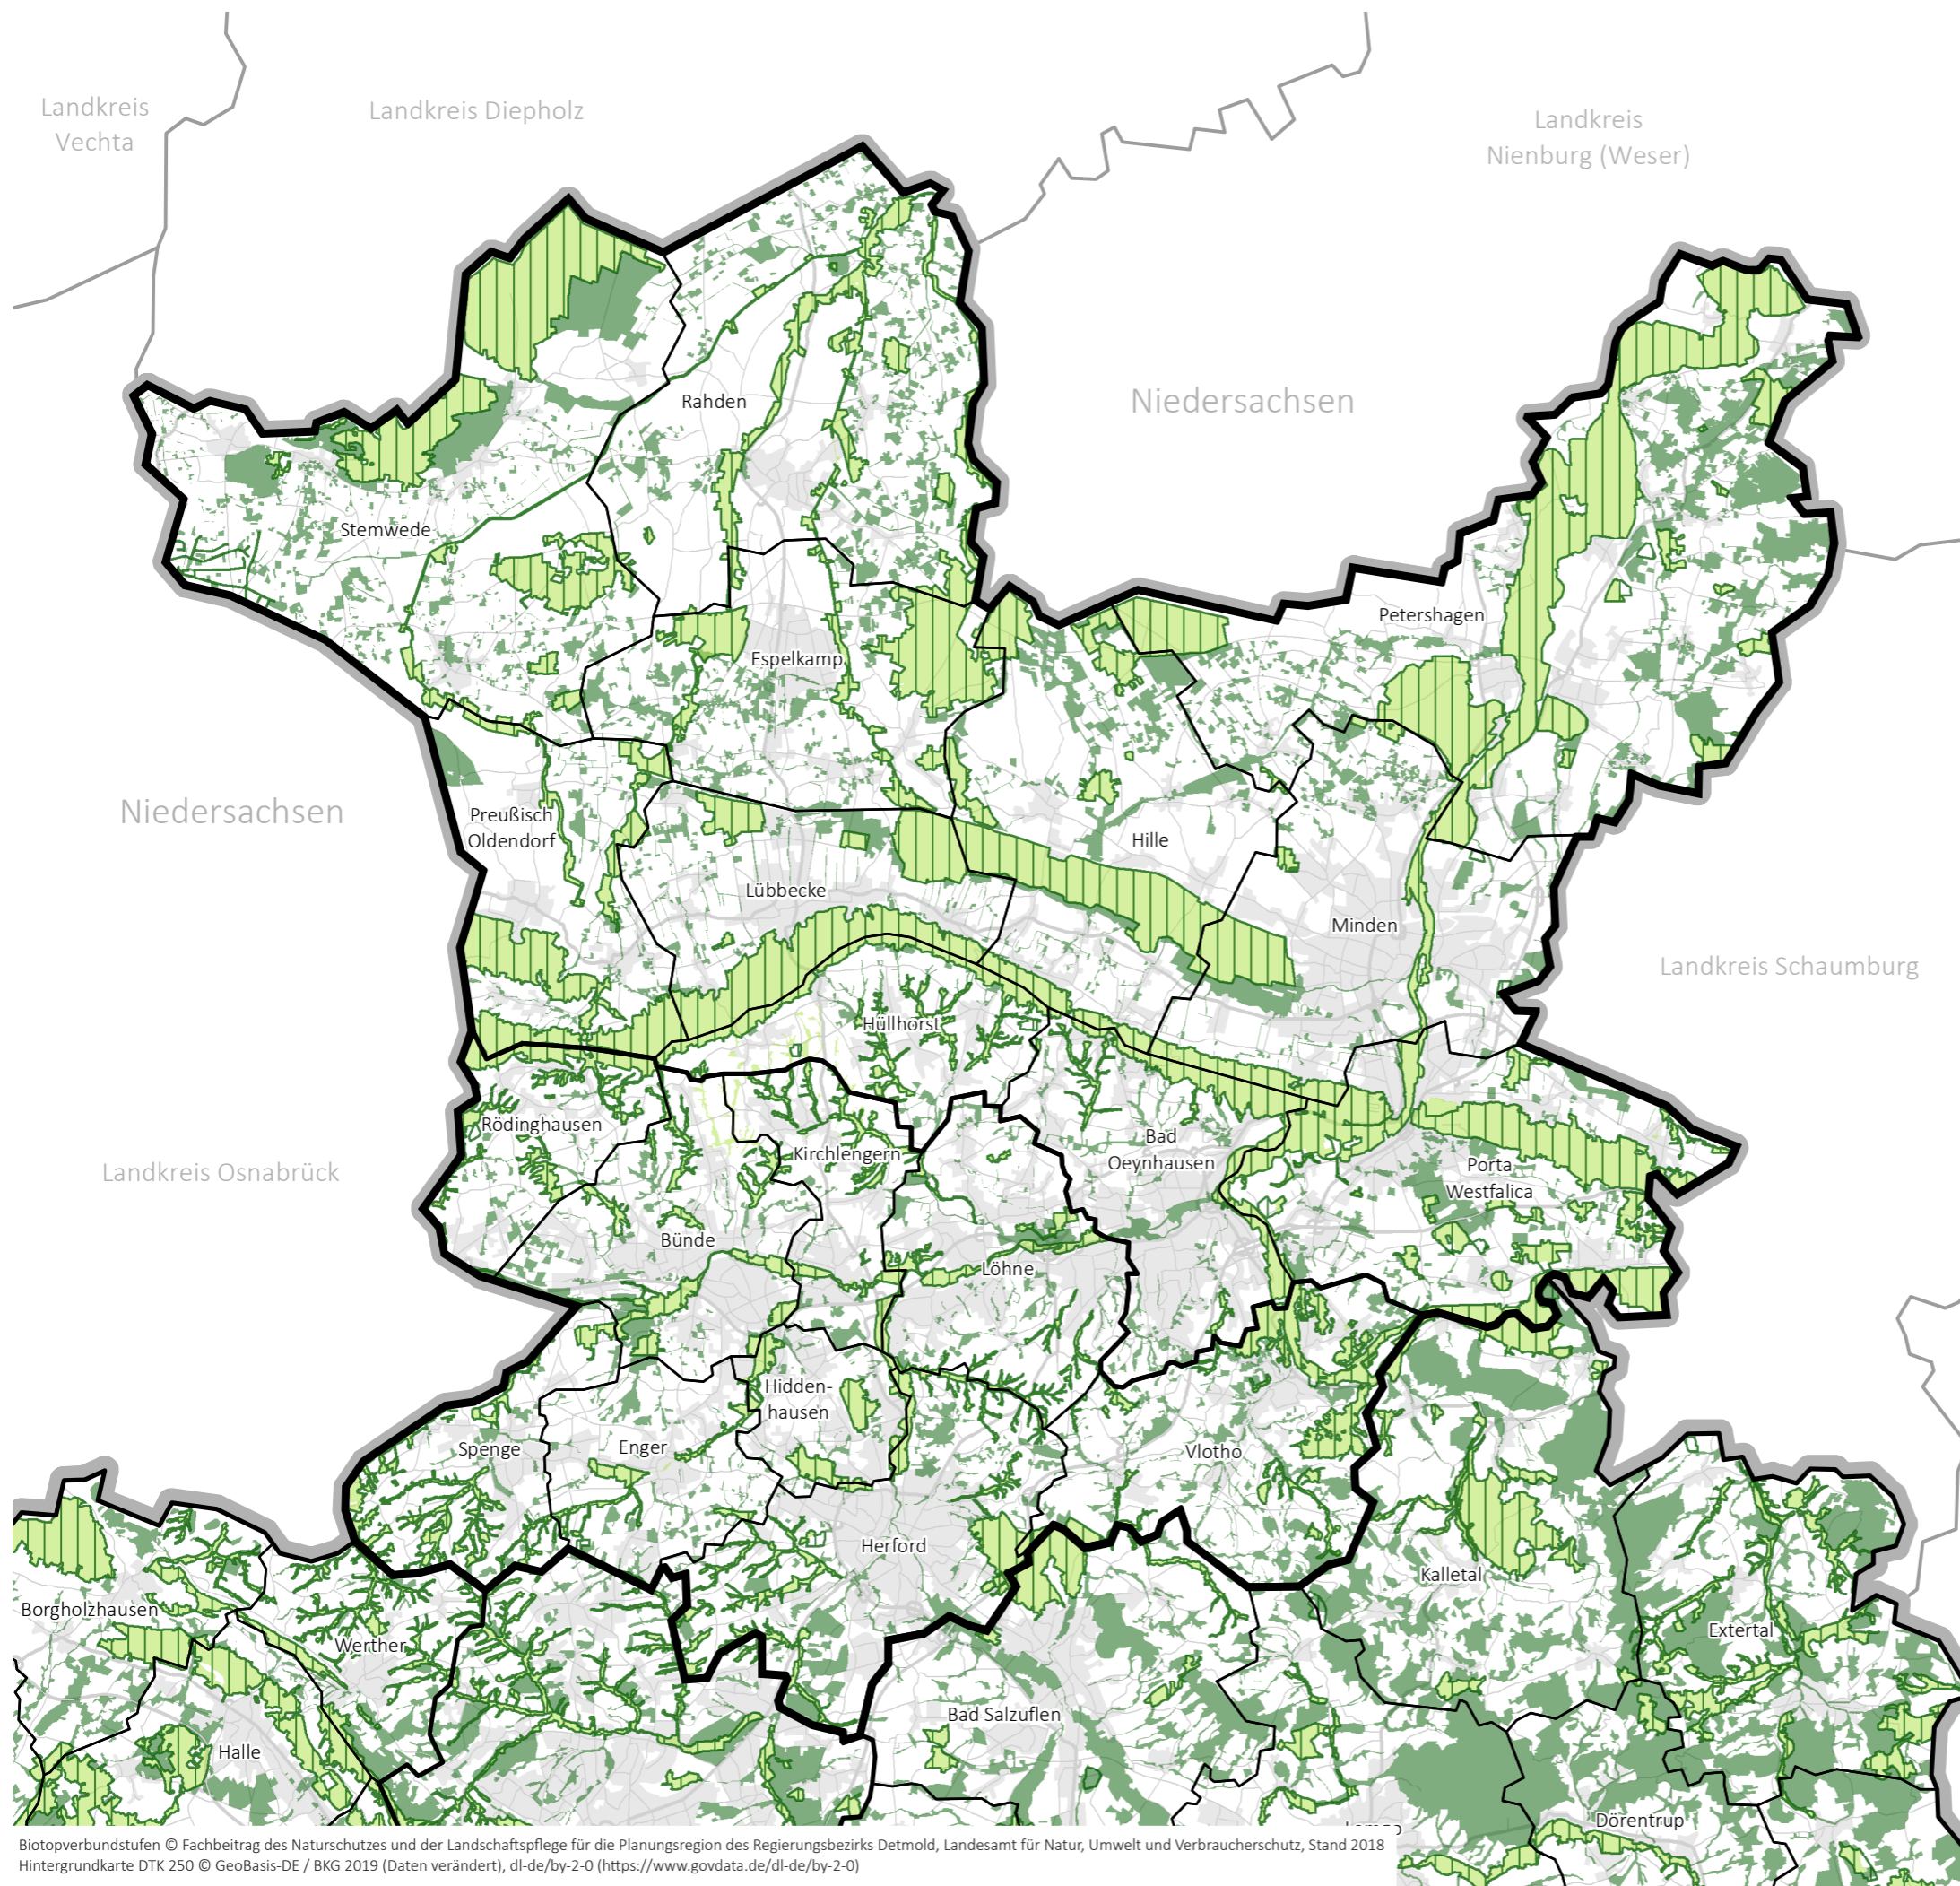 Landkreis
Vechta
Landkreis Diepholz
Landkreis
Nienburg (Weser)
Rahden
Niedersachsen
Stemwede
Petershagen
Espelkamp
Niedersachsen
Preußisch
Oldendorf
Hille
Lübbecke
Minden
Landkreis Schaumburg
Hüllhorst
Rödinghausen
Kirchlengern
Bad
Oeynhausen
Landkreis Osnabrück
Porta
Westfalica
Bünde
Löhne
Hidden-
hausen
Spenge
Enger
Vlotho
Herford
Kalletal
Borgholzhausen
Werther
Extertal
Bad Salzuflen
Halle
Dörentrup
Biotopverbundstufen © Fachbeitrag des Naturschutzes und der Landschaftspflege für die Planungsregion des Regierungsbezirks Detmold, Landesamt für Natur, Umwelt und Verbraucherschutz, Stand 2018
Hintergrundkarte DTK 250 © GeoBasis-DE / BKG 2019 (Daten verändert), dl-de/by-2-0 (https://www.govdata.de/dl-de/by-2-0)